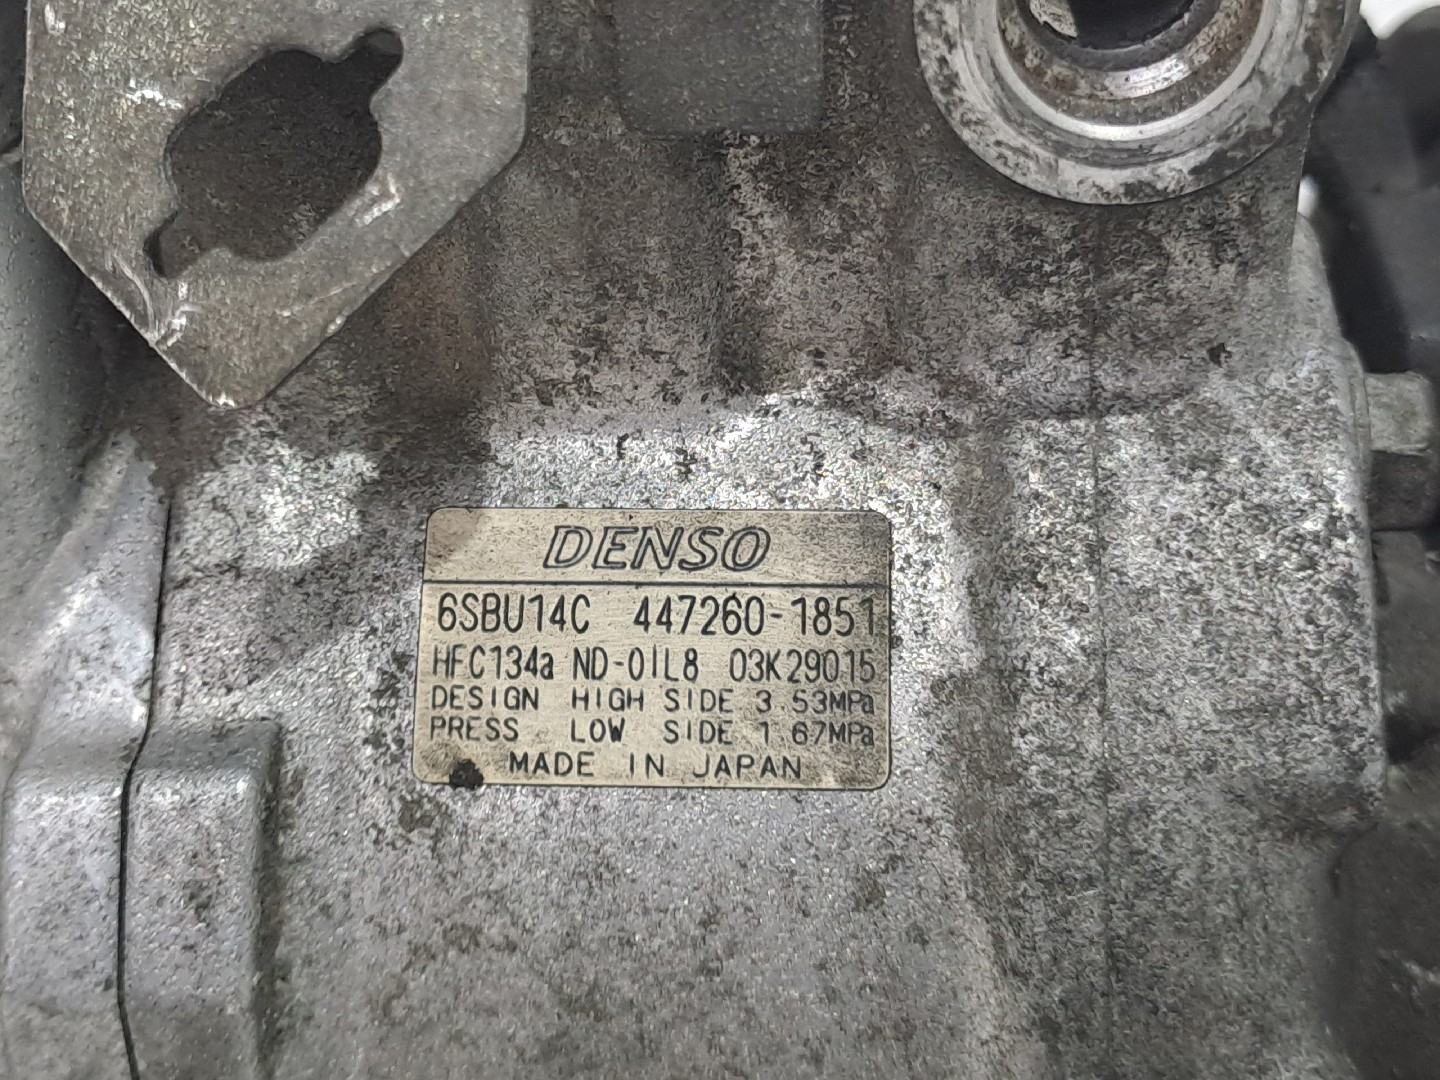 DENSO
6SBU14C 447260-1851
HFC134a ND-OIL8 03K29015
DESIGN HIGH SIDE 3.53MPa
PRESS LOW SIDE 1.67MPa
MADE IN JAPAN